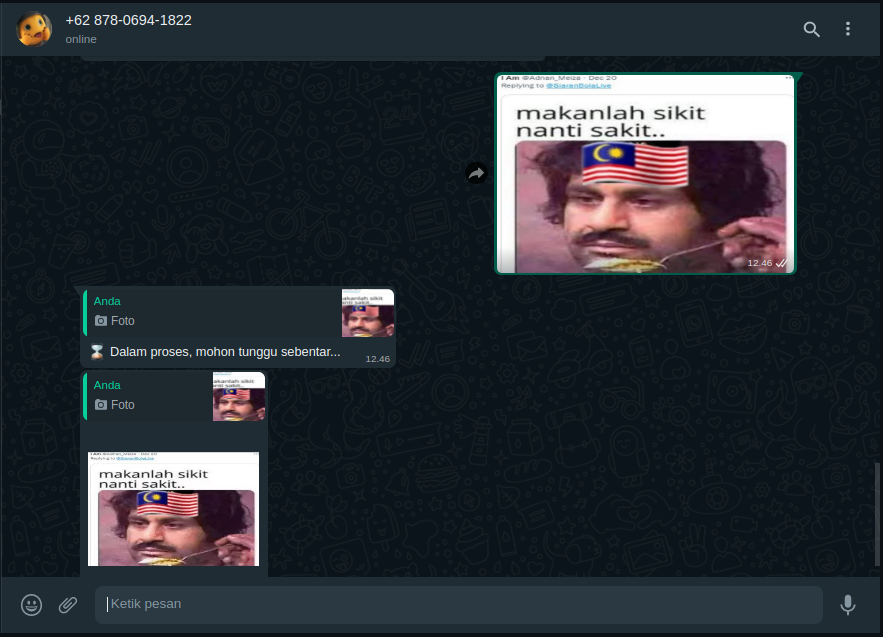 +62 878-0694-1822
online
I Am @Adnan_Meiza · Dec 20
Replying to @SiaranBolaLive
makanlah sikit
nanti sakit..
12.46
Anda
Foto
makanlah sikit
nanti sakit..
Dalam proses, mohon tunggu sebentar...
12.46
Anda
Foto
makanlah sikit
nanti sakit..
I Am @Adnan_Meiza · Dec 20
Replying to @SiaranBolaLive
makanlah sikit
nanti sakit..
Ketik pesan